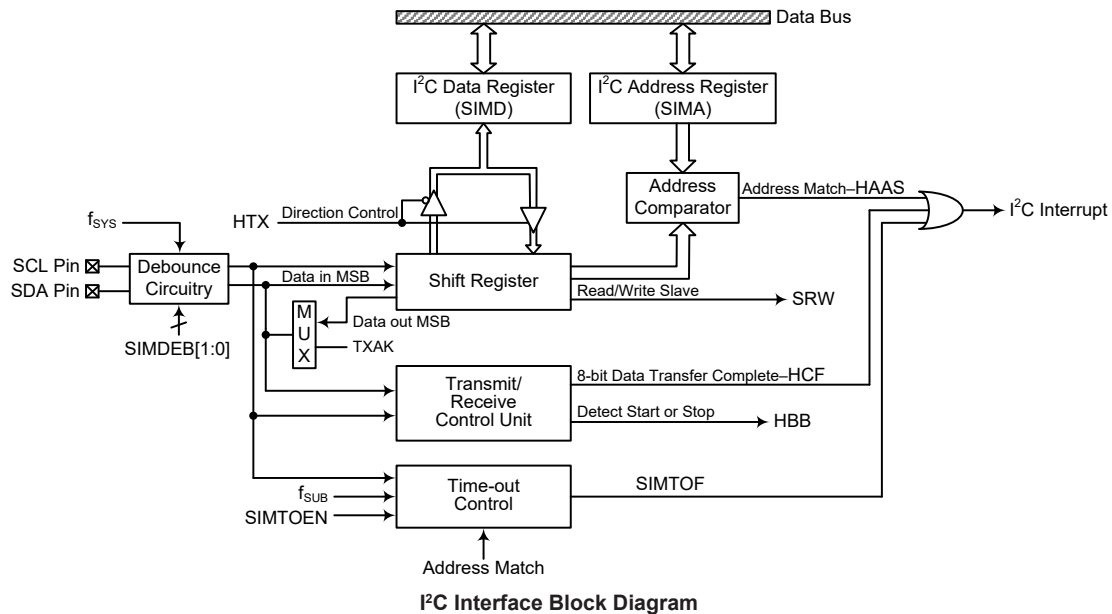 Data Bus
I²C Data Register
(SIMD)
I²C Address Register
(SIMA)
Address
Comparator
Address Match–HAAS
I²C Interrupt
HTX
Direction Control
fSYS
SCL Pin
SDA Pin
Debounce
Circuitry
SIMDEB[1:0]
Data in MSB
Shift Register
Read/Write Slave
SRW
M
U
X
Data out MSB
TXAK
Transmit/
Receive
Control Unit
8-bit Data Transfer Complete–HCF
Detect Start or Stop
HBB
fSUB
SIMTOEN
Time-out
Control
SIMTOF
Address Match
I²C Interface Block Diagram